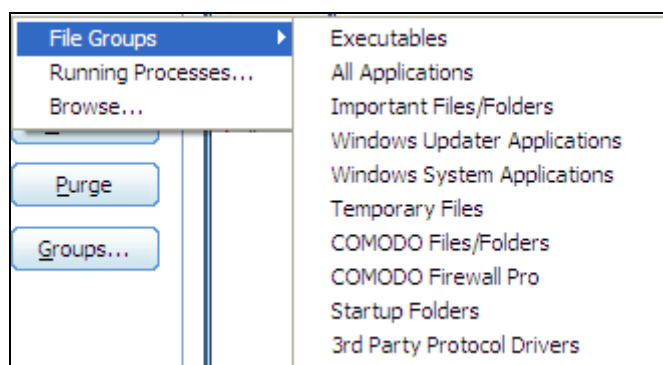 File Groups
Running Processes...
Browse...
Purge
Groups...
Executables
All Applications
Important Files/Folders
Windows Updater Applications
Windows System Applications
Temporary Files
COMODO Files/Folders
COMODO Firewall Pro
Startup Folders
3rd Party Protocol Drivers